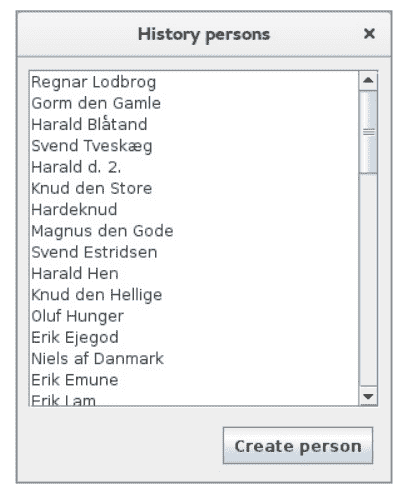 History persons
Regnar Lodbrog
Gorm den Gamle
Harald Blåtand
Svend Tveskæg
Harald d. 2.
Knud den Store
Hardeknud
Magnus den Gode
Svend Estridsen
Harald Hen
Knud den Hellige
Oluf Hunger
Erik Ejegod
Niels af Danmark
Erik Emune
Erik Lam
Create person